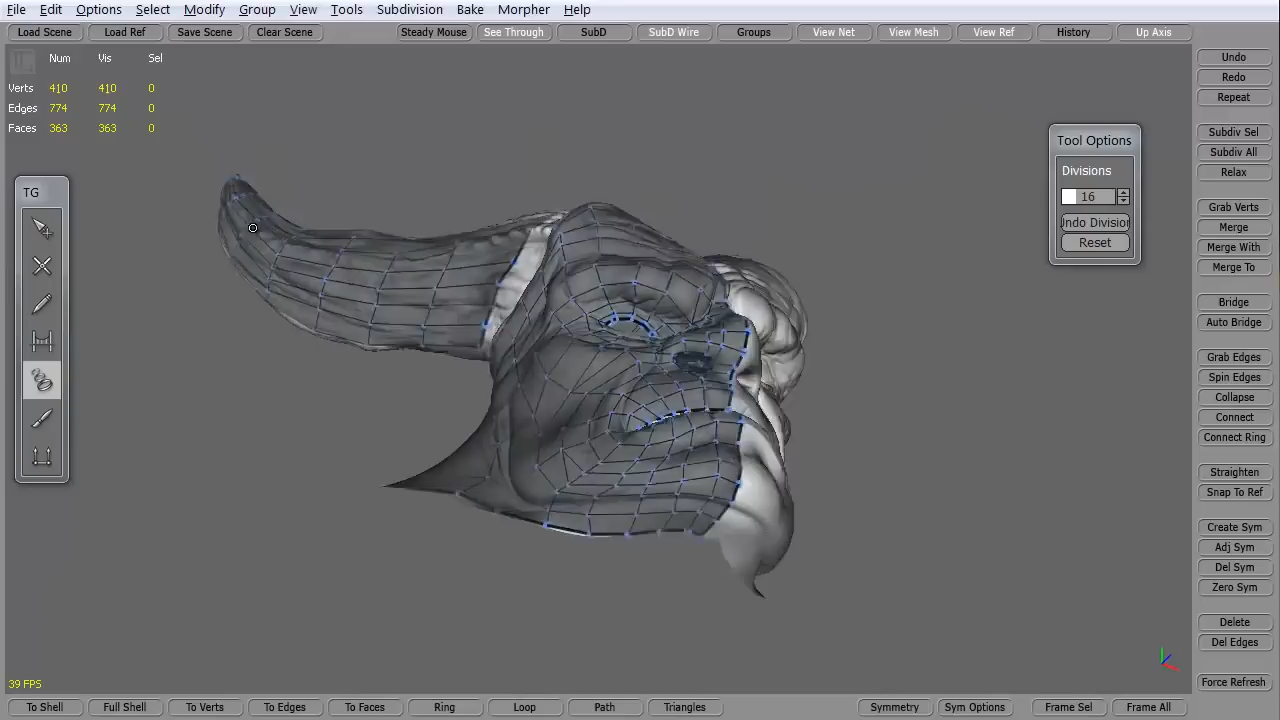 File Edit Options Select Modify Group View Tools Subdivision Bake Morpher Help
Load Scene Load Ref Save Scene Clear Scene Steady Mouse See Through SubD SubD Wire Groups View Net View Mesh View Ref History Up Axis
Num Vis Sel
Verts 410 410 0
Edges 774 774 0
Faces 363 363 0
TG
Tool Options
Divisions
16
Undo Division
Reset
Undo
Redo
Repeat
Subdiv Sel
Subdiv All
Relax
Grab Verts
Merge
Merge With
Merge To
Bridge
Auto Bridge
Grab Edges
Spin Edges
Collapse
Connect
Connect Ring
Straighten
Snap To Ref
Create Sym
Adj Sym
Del Sym
Zero Sym
Delete
Del Edges
Force Refresh
39 FPS
To Shell Full Shell To Verts To Edges To Faces Ring Loop Path Triangles Symmetry Sym Options Frame Sel Frame All